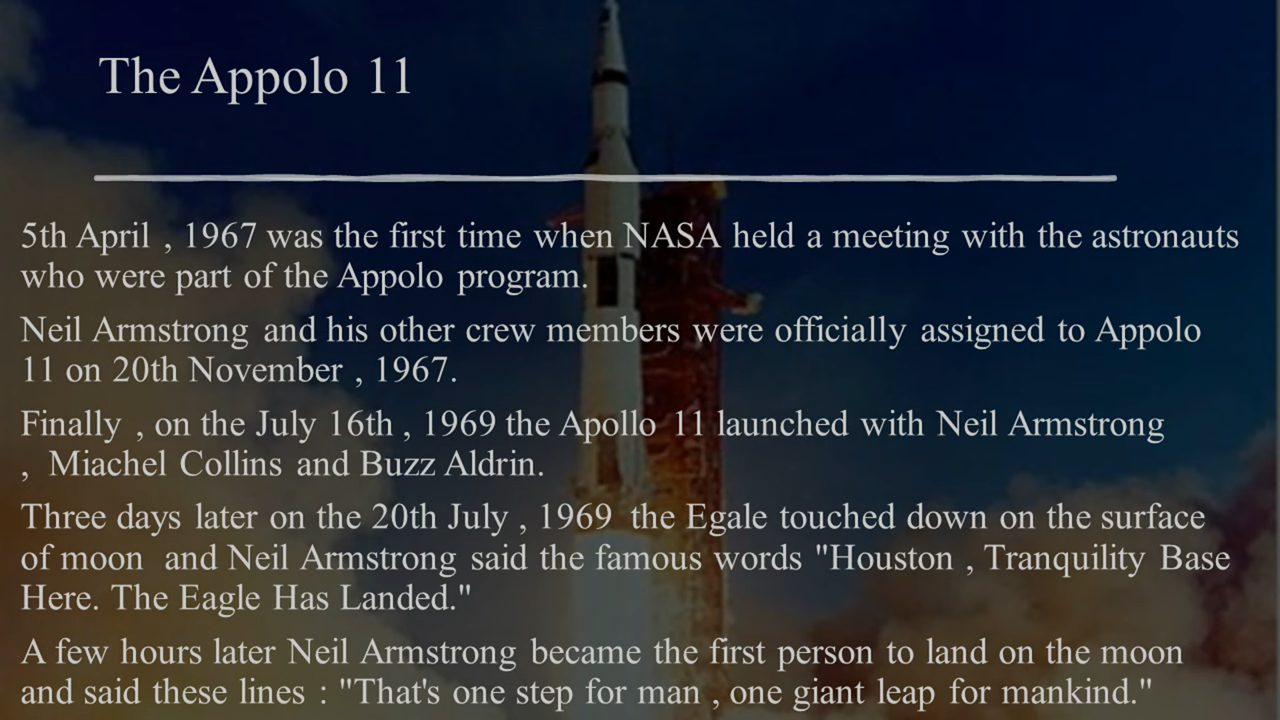 The Appolo 11
5th April , 1967 was the first time when NASA held a meeting with the astronauts
who were part of the Appolo program.
Neil Armstrong and his other crew members were officially assigned to Appolo
11 on 20th November , 1967.
Finally , on the July 16th , 1969 the Apollo 11 launched with Neil Armstrong
, Miachel Collins and Buzz Aldrin.
Three days later on the 20th July , 1969 the Egale touched down on the surface
of moon and Neil Armstrong said the famous words "Houston , Tranquility Base
Here. The Eagle Has Landed."
A few hours later Neil Armstrong became the first person to land on the moon
and said these lines : "That's one step for man , one giant leap for mankind."